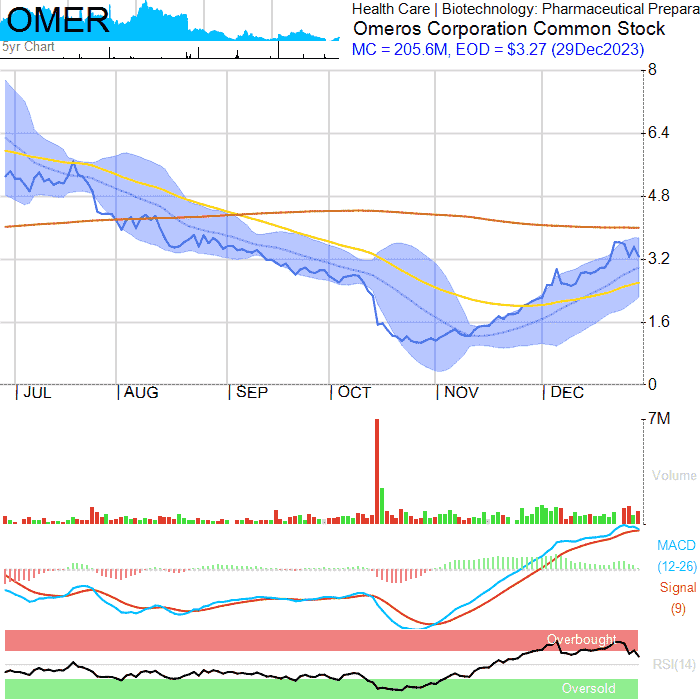 OMER
5yr Chart
Health Care | Biotechnology: Pharmaceutical Prepara
Omeros Corporation Common Stock
MC = 205.6M, EOD = $3.27 (29Dec2023)
8
6.4
4.8
3.2
1.6
0
JUL AUG SEP OCT NOV DEC
7M
Volume
MACD
(12-26)
Signal
(9)
Overbought
RSI(14)
Oversold